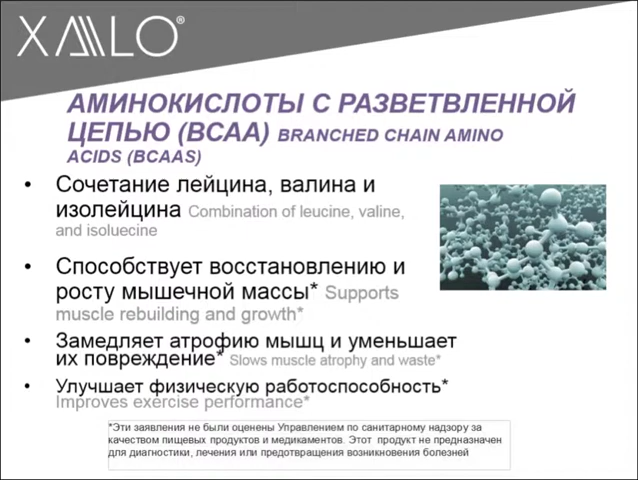 XALO®
АМИНОКИСЛОТЫ С РАЗВЕТВЛЕННОЙ
ЦЕПЬЮ (BCAA) BRANCHED CHAIN AMINO
ACIDS (BCAAS)
• Сочетание лейцина, валина и
изолейцина Combination of leucine, valine,
and isoluecine
• Способствует восстановлению и
росту мышечной массы* Supports
muscle rebuilding and growth*
• Замедляет атрофию мышц и уменьшает
их повреждение* Slows muscle atrophy and waste*
• Улучшает физическую работоспособность*
Improves exercise performance*
*Эти заявления не были оценены Управлением по санитарному надзору за
качеством пищевых продуктов и медикаментов. Этот продукт не предназначен
для диагностики, лечения или предотвращения возникновения болезней